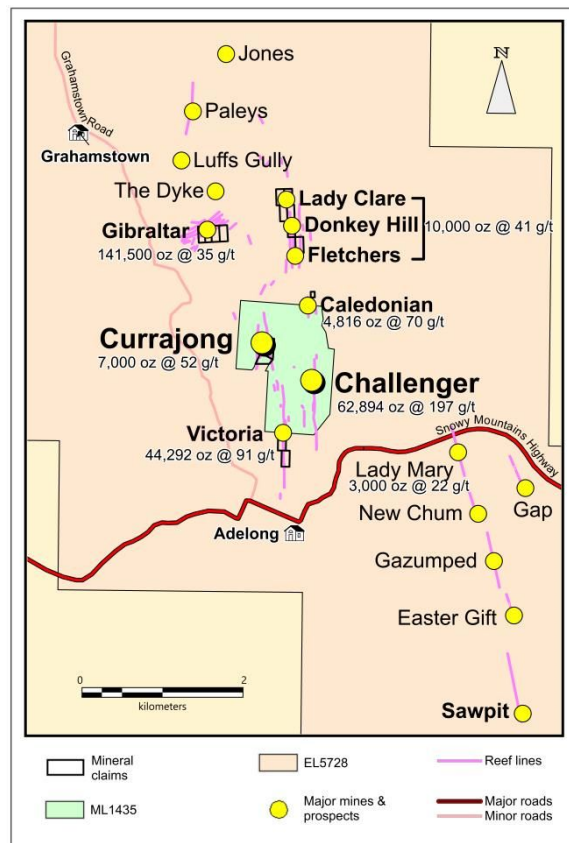 Jones
N
Grahamstown Road
Paleys
Grahamstown
Luffs Gully
The Dyke
Lady Clare
Gibraltar
Donkey Hill
10,000 oz @ 41 g/t
141,500 oz @ 35 g/t
Fletchers
Caledonian
4,816 oz @ 70 g/t
Currajong
7,000 oz @ 52 g/t
Challenger
62,894 oz @ 197 g/t
Victoria
Snowy Mountains Highway
44,292 oz @ 91 g/t
Lady Mary
3,000 oz @ 22 g/t
Gap
New Chum
Adelong
Gazumped
Easter Gift
0 2
kilometers
Sawpit
Mineral claims
EL5728
Reef lines
ML1435
Major mines & prospects
Major roads
Minor roads